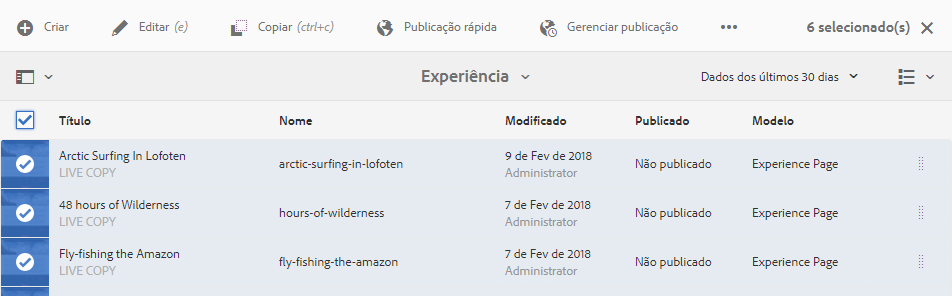 Criar Editar (e) Copiar (ctrl+c) Publicação rápida Gerenciar publicação 6 selecionado(s)
Experiência Dados dos últimos 30 dias
Título Nome Modificado Publicado Modelo
Arctic Surfing In Lofoten arctic-surfing-in-lofoten 9 de Fev de 2018 Não publicado Experience Page
LIVE COPY Administrator
48 hours of Wilderness hours-of-wilderness 7 de Fev de 2018 Não publicado Experience Page
LIVE COPY Administrator
Fly-fishing the Amazon fly-fishing-the-amazon 7 de Fev de 2018 Não publicado Experience Page
LIVE COPY Administrator